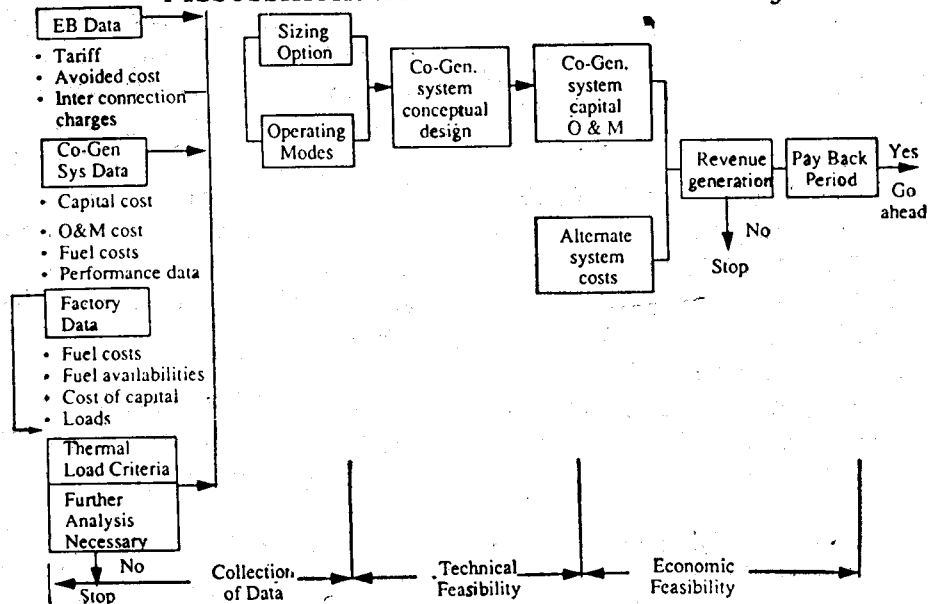 EB Data
• Tariff
• Avoided cost
• Inter connection
charges
Co-Gen
Sys Data
• Capital cost
• O&M cost
• Fuel costs
• Performance data
Factory
Data
• Fuel costs
• Fuel availabilities
• Cost of capital
• Loads
Thermal
Load Criteria
Further
Analysis
Necessary
No
Stop
Sizing
Option
Operating
Modes
Co-Gen.
system
conceptual
design
Co-Gen.
system
capital
O & M
Alternate
system
costs
Revenue
generation
No
Stop
Pay Back
Period
Yes
Go
ahead
Collection
of Data
Technical
Feasibility
Economic
Feasibility